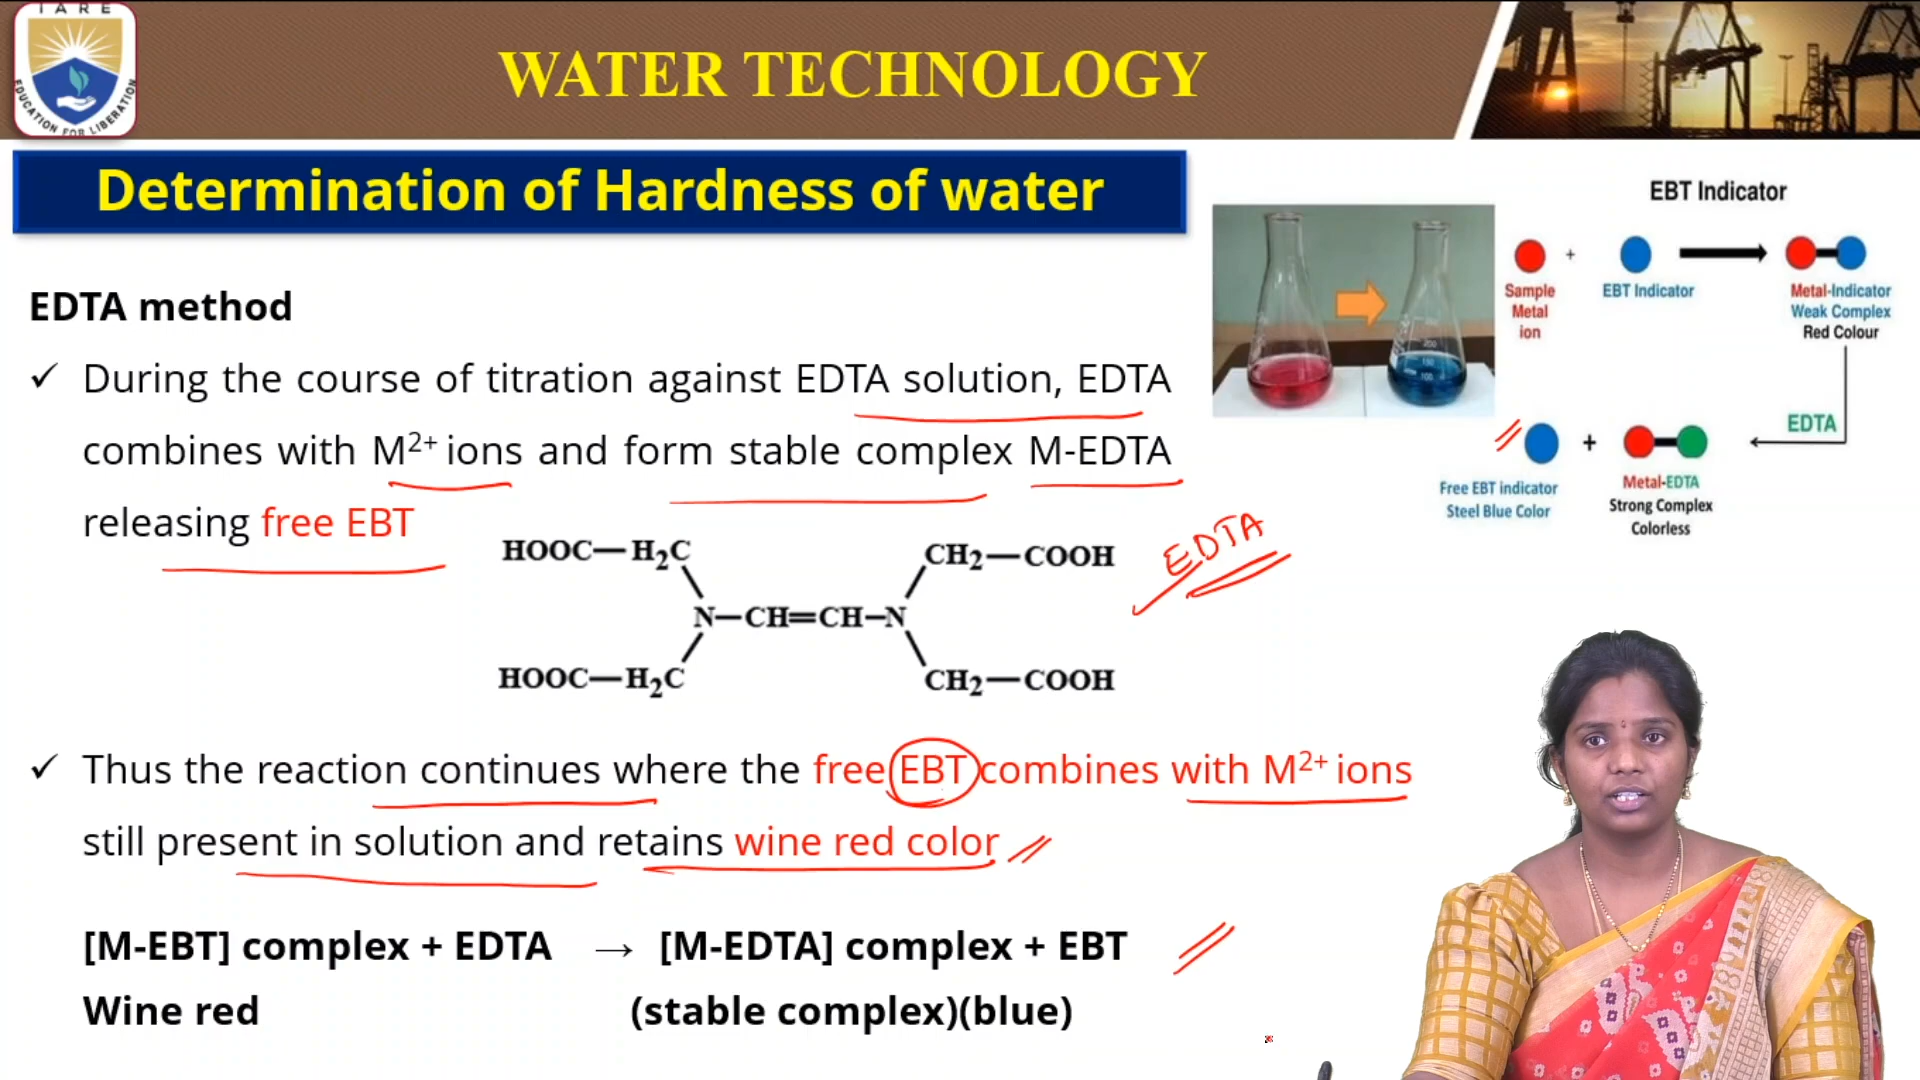 IARE
EDUCATION FOR LIBERATION
WATER TECHNOLOGY
Determination of Hardness of water
EBT Indicator
+
Sample
Metal
ion
EBT Indicator
Metal-Indicator
Weak Complex
Red Colour
EDTA
+
Free EBT indicator
Steel Blue Color
Metal-EDTA
Strong Complex
Colorless
EDTA method
✓ During the course of titration against EDTA solution, EDTA
combines with M²⁺ ions and form stable complex M-EDTA
releasing free EBT
HOOC—H₂C
CH₂—COOH
EDTA
N—CH=CH—N
HOOC—H₂C
CH₂—COOH
✓ Thus the reaction continues where the free EBT combines with M²⁺ ions
still present in solution and retains wine red color
[M-EBT] complex + EDTA → [M-EDTA] complex + EBT
Wine red (stable complex)(blue)